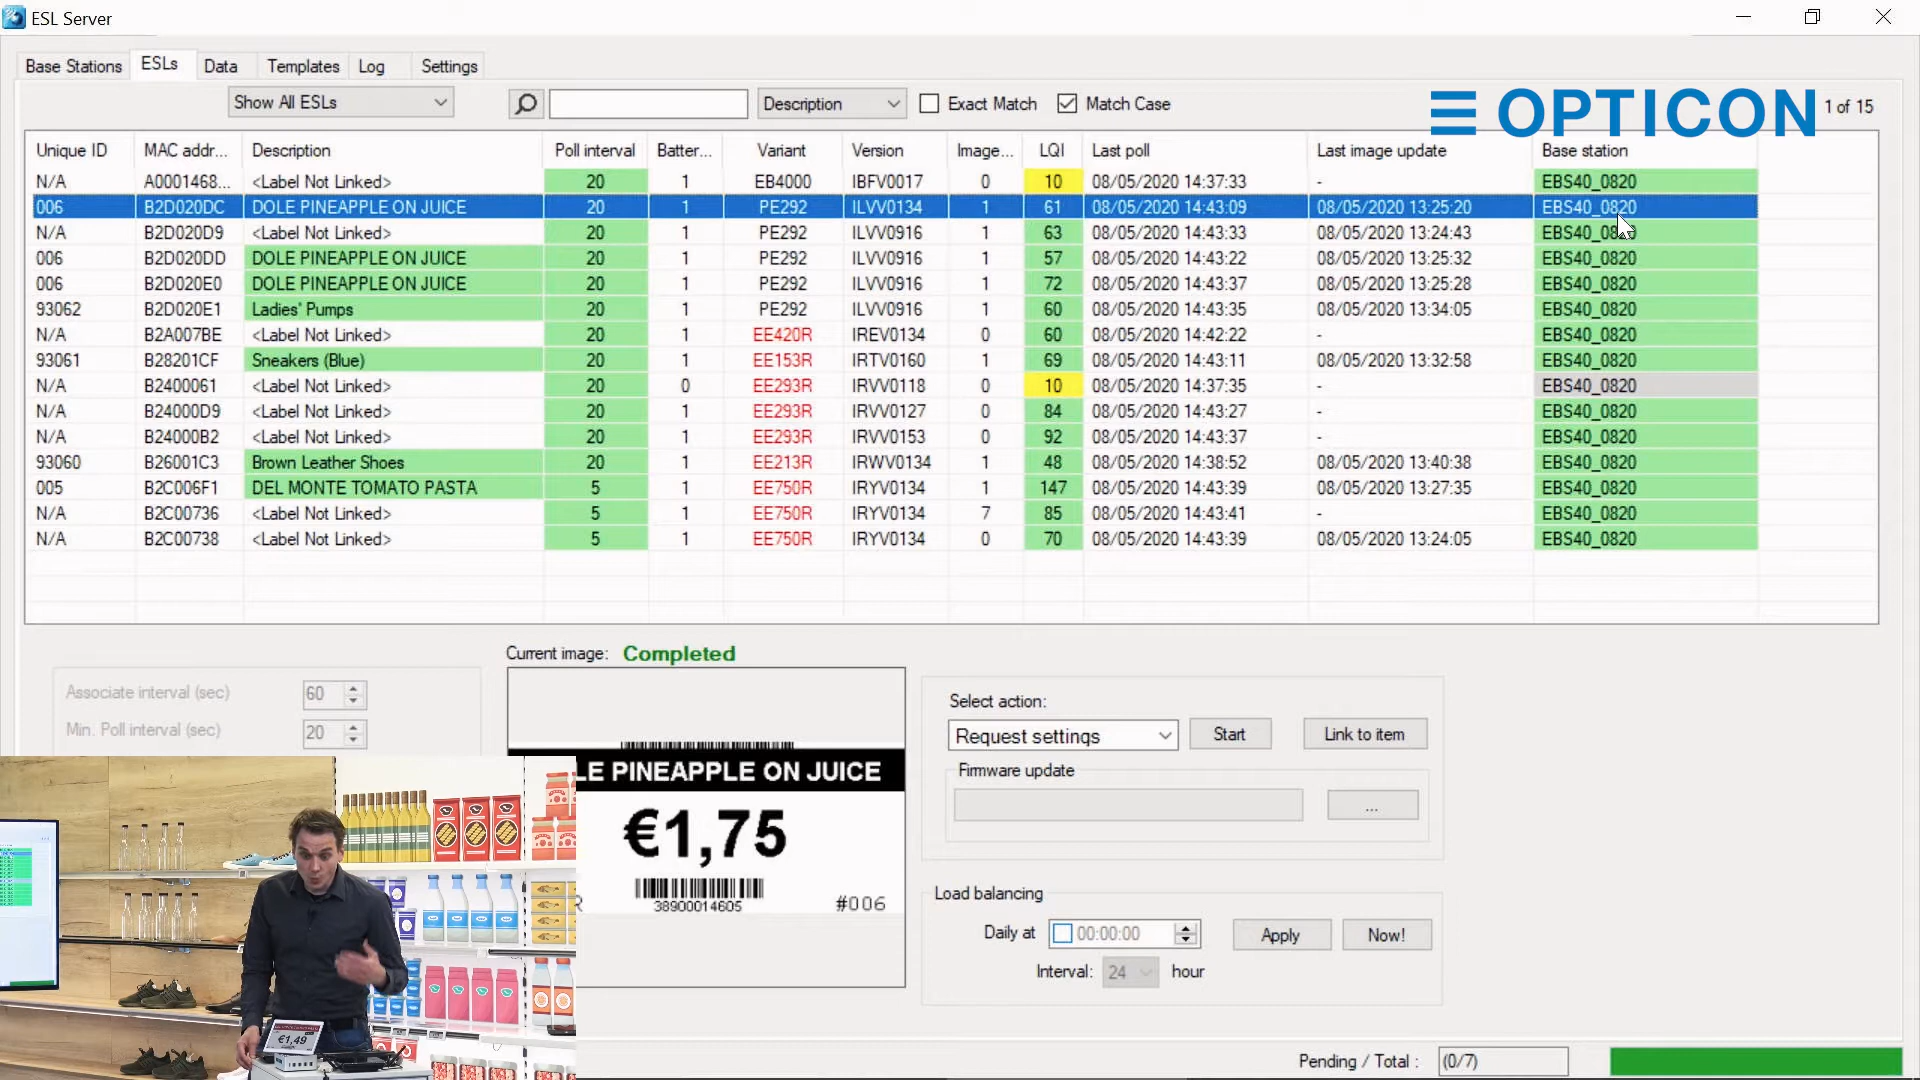 ESL Server
Base Stations ESLs Data Templates Log Settings
Show All ESLs Description Exact Match Match Case OPTICON 1 of 15
Unique ID MAC addr... Description Poll interval Batter... Variant Version Image... LQI Last poll Last image update Base station
N/A A0001468... <Label Not Linked> 20 1 EB4000 IBFV0017 0 10 08/05/2020 14:37:33 - EBS40_0820
006 B2D020DC DOLE PINEAPPLE ON JUICE 20 1 PE292 ILVV0134 1 61 08/05/2020 14:43:09 08/05/2020 13:25:20 EBS40_0820
N/A B2D020D9 <Label Not Linked> 20 1 PE292 ILVV0916 1 63 08/05/2020 14:43:33 08/05/2020 13:24:43 EBS40_0820
006 B2D020DD DOLE PINEAPPLE ON JUICE 20 1 PE292 ILVV0916 1 57 08/05/2020 14:43:22 08/05/2020 13:25:32 EBS40_0820
006 B2D020E0 DOLE PINEAPPLE ON JUICE 20 1 PE292 ILVV0916 1 72 08/05/2020 14:43:37 08/05/2020 13:25:28 EBS40_0820
93062 B2D020E1 Ladies' Pumps 20 1 PE292 ILVV0916 1 60 08/05/2020 14:43:35 08/05/2020 13:34:05 EBS40_0820
N/A B2A007BE <Label Not Linked> 20 1 EE420R IREV0134 0 60 08/05/2020 14:42:22 - EBS40_0820
93061 B28201CF Sneakers (Blue) 20 1 EE153R IRTV0160 1 69 08/05/2020 14:43:11 08/05/2020 13:32:58 EBS40_0820
N/A B2400061 <Label Not Linked> 20 0 EE293R IRVV0118 0 10 08/05/2020 14:37:35 - EBS40_0820
N/A B24000D9 <Label Not Linked> 20 1 EE293R IRVV0127 0 84 08/05/2020 14:43:27 - EBS40_0820
N/A B24000B2 <Label Not Linked> 20 1 EE293R IRVV0153 0 92 08/05/2020 14:43:37 - EBS40_0820
93060 B26001C3 Brown Leather Shoes 20 1 EE213R IRWV0134 1 48 08/05/2020 14:38:52 08/05/2020 13:40:38 EBS40_0820
005 B2C006F1 DEL MONTE TOMATO PASTA 5 1 EE750R IRYV0134 1 147 08/05/2020 14:43:39 08/05/2020 13:27:35 EBS40_0820
N/A B2C00736 <Label Not Linked> 5 1 EE750R IRYV0134 7 85 08/05/2020 14:43:41 - EBS40_0820
N/A B2C00738 <Label Not Linked> 5 1 EE750R IRYV0134 0 70 08/05/2020 14:43:39 08/05/2020 13:24:05 EBS40_0820
Current image: Completed
Associate interval (sec) 60
Min. Poll interval (sec) 20
LE PINEAPPLE ON JUICE
€1,75
38900014605 #006
€1,49
Select action:
Request settings Start Link to item
Firmware update
...
Load balancing
Daily at 00:00:00 Apply Now!
Interval: 24 hour
Pending / Total : (0/7)